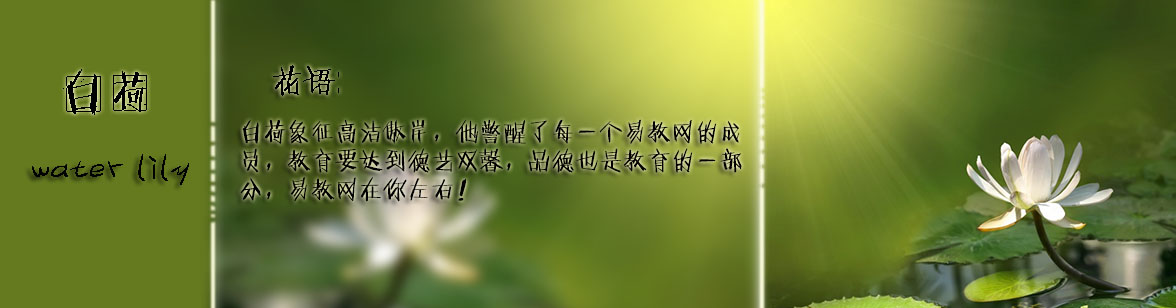 白荷
water lily
花语:
白荷象征高洁伟岸，他警醒了每一个易教网的成
员，教育要达到德艺双馨，品德也是教育的一部
分，易教网在你左右!